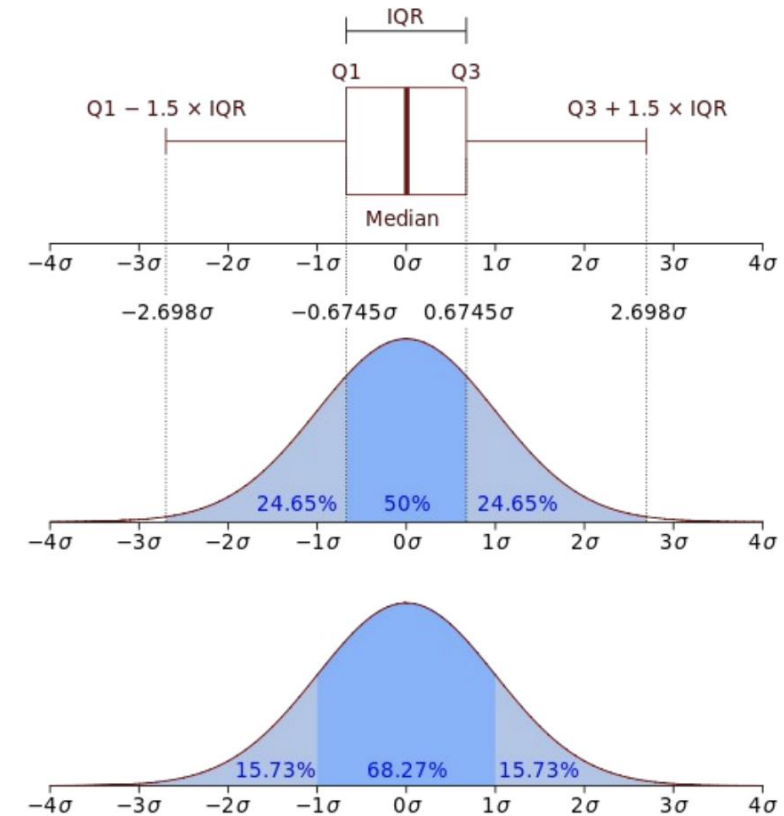 IQR
Q1 Q3
Q1 − 1.5 × IQR Q3 + 1.5 × IQR
Median
−4σ −3σ −2σ −1σ 0σ 1σ 2σ 3σ 4σ
−2.698σ −0.6745σ 0.6745σ 2.698σ
24.65% 50% 24.65%
−4σ −3σ −2σ −1σ 0σ 1σ 2σ 3σ 4σ
15.73% 68.27% 15.73%
−4σ −3σ −2σ −1σ 0σ 1σ 2σ 3σ 4σ